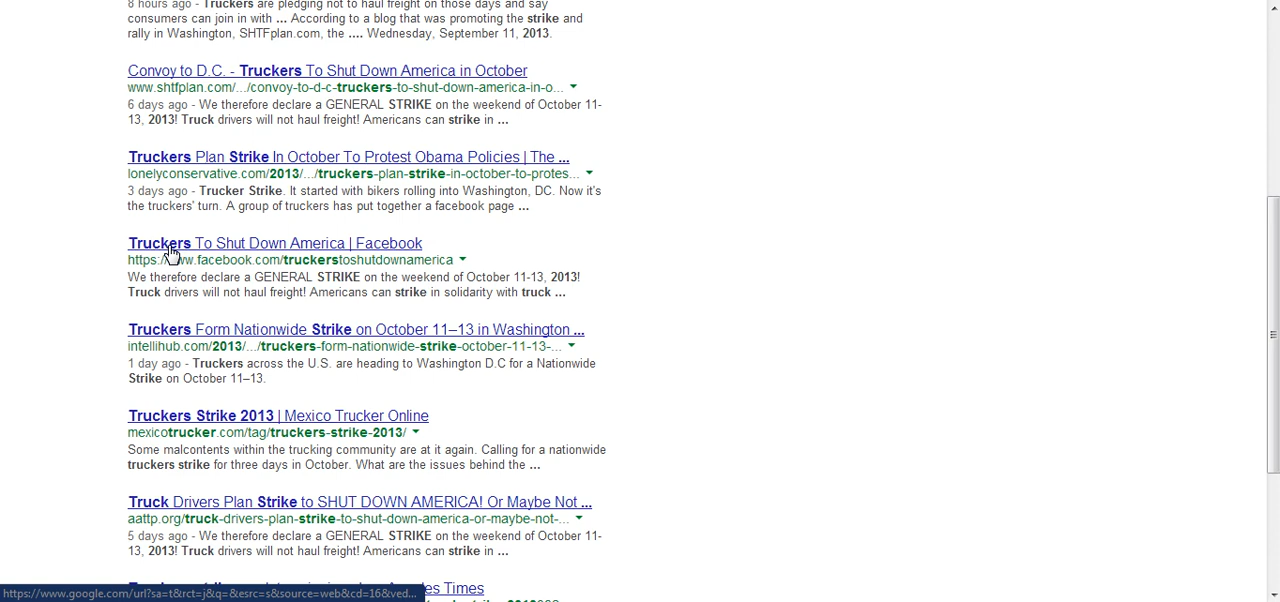 8 hours ago - Truckers are pledging not to haul freight on those days and say
consumers can join in with ... According to a blog that was promoting the strike and
rally in Washington, SHTFplan.com, the .... Wednesday, September 11, 2013.
Convoy to D.C. - Truckers To Shut Down America in October
www.shtfplan.com/.../convoy-to-d-c-truckers-to-shut-down-america-in-o...
6 days ago - We therefore declare a GENERAL STRIKE on the weekend of October 11-
13, 2013! Truck drivers will not haul freight! Americans can strike in ...
Truckers Plan Strike In October To Protest Obama Policies | The ...
lonelyconservative.com/2013/.../truckers-plan-strike-in-october-to-protes...
3 days ago - Trucker Strike. It started with bikers rolling into Washington, DC. Now it's
the truckers' turn. A group of truckers has put together a facebook page ...
Truckers To Shut Down America | Facebook
https://www.facebook.com/truckerstoshutdownamerica
We therefore declare a GENERAL STRIKE on the weekend of October 11-13, 2013!
Truck drivers will not haul freight! Americans can strike in solidarity with truck ...
Truckers Form Nationwide Strike on October 11–13 in Washington ...
intellihub.com/2013/.../truckers-form-nationwide-strike-october-11-13-...
1 day ago - Truckers across the U.S. are heading to Washington D.C for a Nationwide
Strike on October 11–13.
Truckers Strike 2013 | Mexico Trucker Online
mexicotrucker.com/tag/truckers-strike-2013/
Some malcontents within the trucking community are at it again. Calling for a nationwide
truckers strike for three days in October. What are the issues behind the ...
Truck Drivers Plan Strike to SHUT DOWN AMERICA! Or Maybe Not ...
aattp.org/truck-drivers-plan-strike-to-shut-down-america-or-maybe-not-...
5 days ago - We therefore declare a GENERAL STRIKE on the weekend of October 11-
13, 2013! Truck drivers will not haul freight! Americans can strike in ...
Times
https://www.google.com/url?sa=t&rct=j&q=&esrc=s&source=web&cd=16&ved...